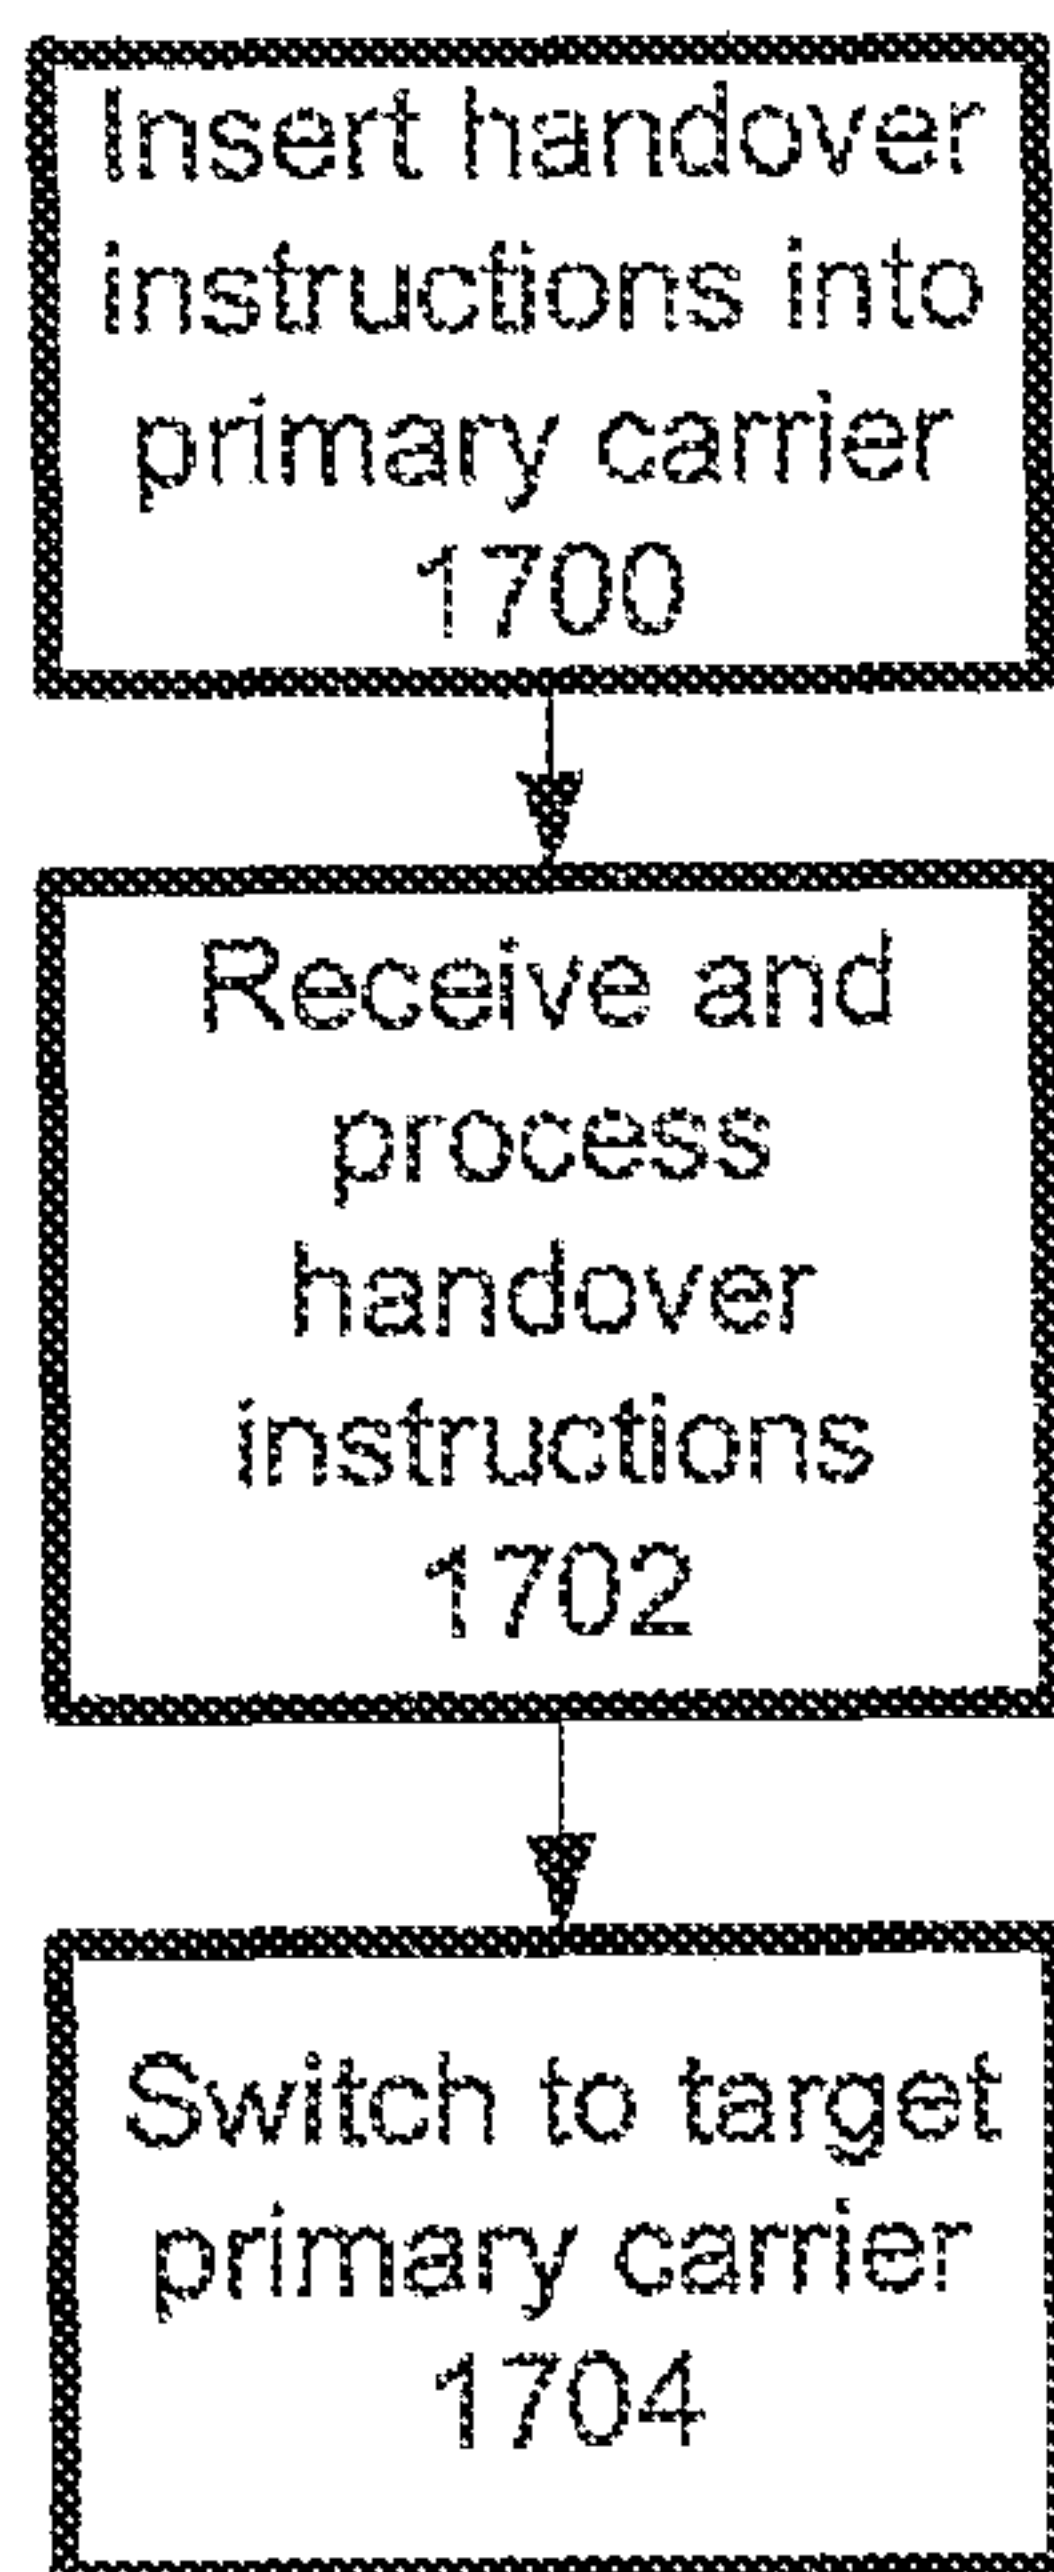 Insert handover
instructions into
primary carrier
1700
Receive and
process
handover
instructions
1702
Switch to target
primary carrier
1704